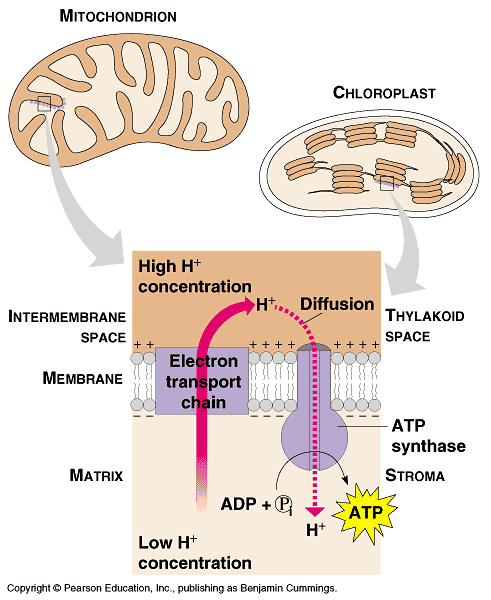 MITOCHONDRION
CHLOROPLAST
High H⁺
concentration
H⁺
Diffusion
INTERMEMBRANE
SPACE
THYLAKOID
SPACE
+ + +
+ + + +
+ +
Electron
transport
chain
MEMBRANE
ATP
synthase
MATRIX
STROMA
ADP + Pᵢ
ATP
H⁺
Low H⁺
concentration
Copyright © Pearson Education, Inc., publishing as Benjamin Cummings.